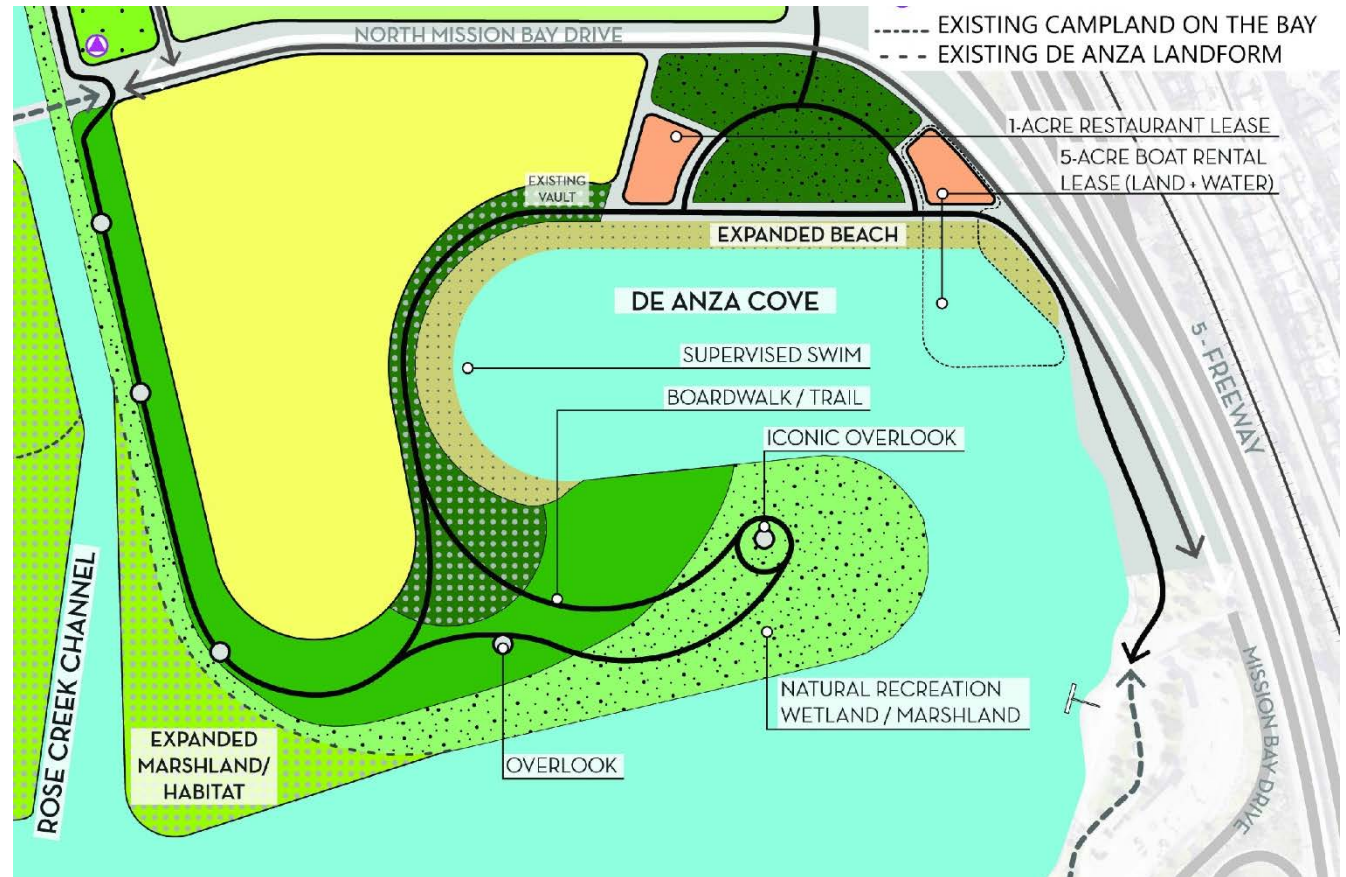 EXISTING CAMPLAND ON THE BAY
EXISTING DE ANZA LANDFORM
NORTH MISSION BAY DRIVE
1-ACRE RESTAURANT LEASE
5-ACRE BOAT RENTAL
LEASE (LAND + WATER)
EXISTING
VAULT
EXPANDED BEACH
DE ANZA COVE
SUPERVISED SWIM
BOARDWALK / TRAIL
ICONIC OVERLOOK
5 - FREEWAY
NATURAL RECREATION
WETLAND / MARSHLAND
OVERLOOK
EXPANDED
MARSHLAND/
HABITAT
ROSE CREEK CHANNEL
MISSION BAY DRIVE